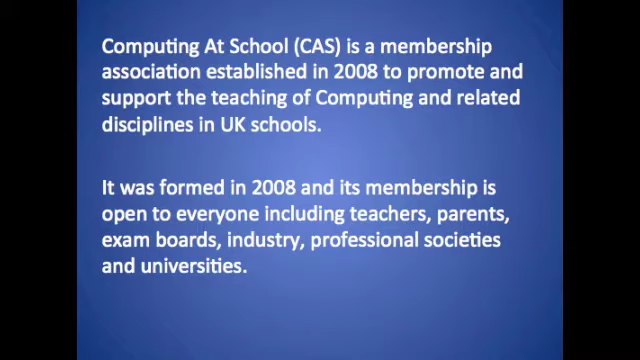 Computing At School (CAS) is a membership
association established in 2008 to promote and
support the teaching of Computing and related
disciplines in UK schools.
It was formed in 2008 and its membership is
open to everyone including teachers, parents,
exam boards, industry, professional societies
and universities.